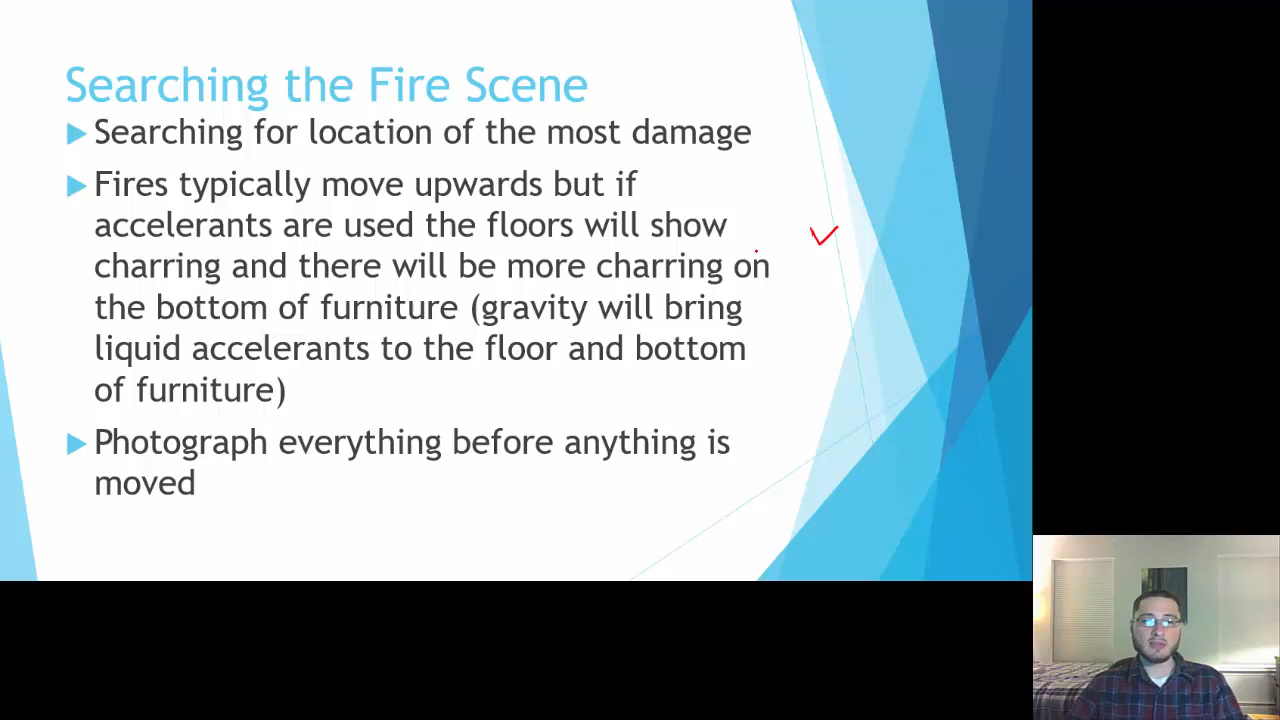 Searching the Fire Scene
Searching for location of the most damage
Fires typically move upwards but if
accelerants are used the floors will show
charring and there will be more charring on
the bottom of furniture (gravity will bring
liquid accelerants to the floor and bottom
of furniture)
Photograph everything before anything is
moved